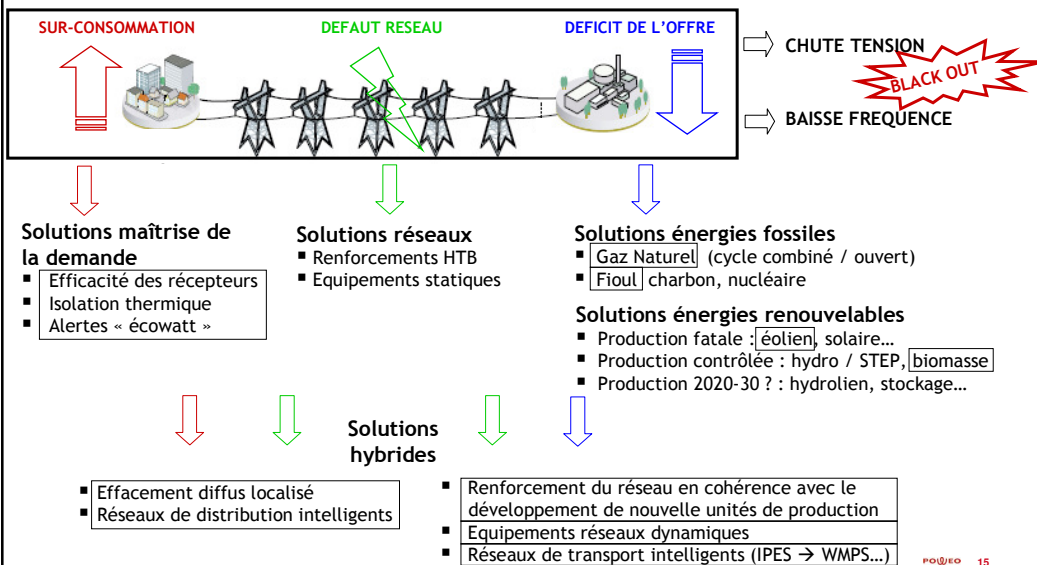 SUR-CONSOMMATION
DEFAUT RESEAU
DEFICIT DE L'OFFRE
CHUTE TENSION
BLACK OUT
BAISSE FREQUENCE
Solutions maîtrise de
la demande
▪ Efficacité des récepteurs
▪ Isolation thermique
▪ Alertes « écowatt »
Solutions réseaux
▪ Renforcements HTB
▪ Equipements statiques
Solutions énergies fossiles
▪ Gaz Naturel (cycle combiné / ouvert)
▪ Fioul charbon, nucléaire
Solutions énergies renouvelables
▪ Production fatale : éolien, solaire…
▪ Production contrôlée : hydro / STEP, biomasse
▪ Production 2020-30 ? : hydrolien, stockage…
Solutions
hybrides
▪ Effacement diffus localisé
▪ Réseaux de distribution intelligents
▪ Renforcement du réseau en cohérence avec le
développement de nouvelle unités de production
▪ Equipements réseaux dynamiques
▪ Réseaux de transport intelligents (IPES → WMPS…)
POWEO 15